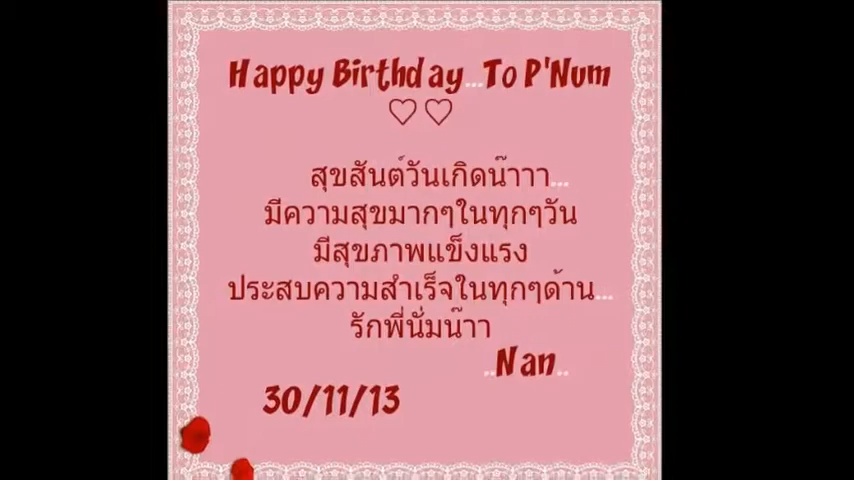 Happy Birthday...To P'Num
♡ ♡
สุขสันต์วันเกิดน๊าาา...
มีความสุขมากๆในทุกๆวัน
มีสุขภาพแข็งแรง
ประสบความสำเร็จในทุกๆด้าน...
รักพี่นั่มน๊าา
..Nan..
30/11/13